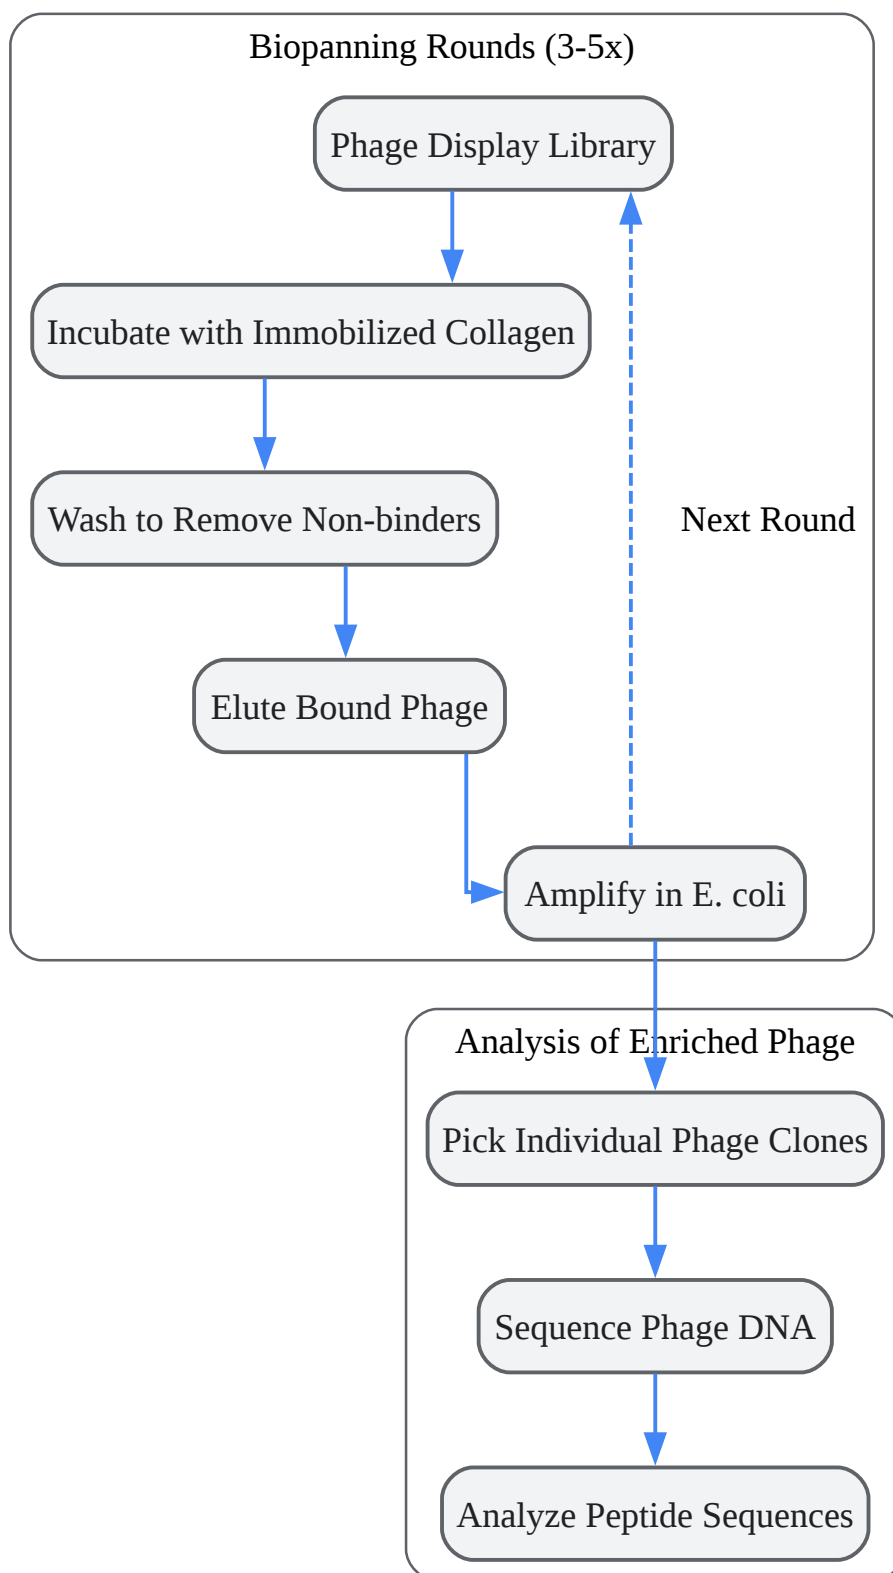 Biopanning Rounds (3-5x)
Phage Display Library
Incubate with Immobilized Collagen
Wash to Remove Non-binders
Next Round
Elute Bound Phage
Amplify in E. coli
Analysis of Enriched Phage
Pick Individual Phage Clones
Sequence Phage DNA
Analyze Peptide Sequences